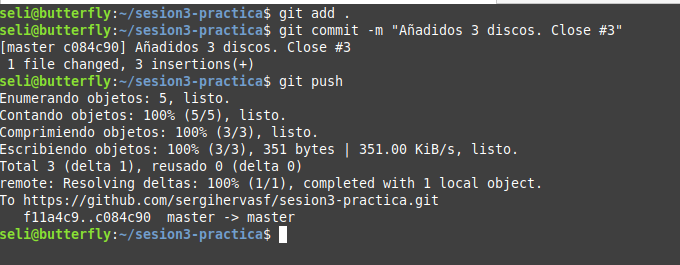 seli@butterfly:~/sesion3-practica$ git add .
seli@butterfly:~/sesion3-practica$ git commit -m "Añadidos 3 discos. Close #3"
[master c084c90] Añadidos 3 discos. Close #3
 1 file changed, 3 insertions(+)
seli@butterfly:~/sesion3-practica$ git push
Enumerando objetos: 5, listo.
Contando objetos: 100% (5/5), listo.
Comprimiendo objetos: 100% (3/3), listo.
Escribiendo objetos: 100% (3/3), 351 bytes | 351.00 KiB/s, listo.
Total 3 (delta 1), reusado 0 (delta 0)
remote: Resolving deltas: 100% (1/1), completed with 1 local object.
To https://github.com/sergihervasf/sesion3-practica.git
   f11a4c9..c084c90  master -> master
seli@butterfly:~/sesion3-practica$